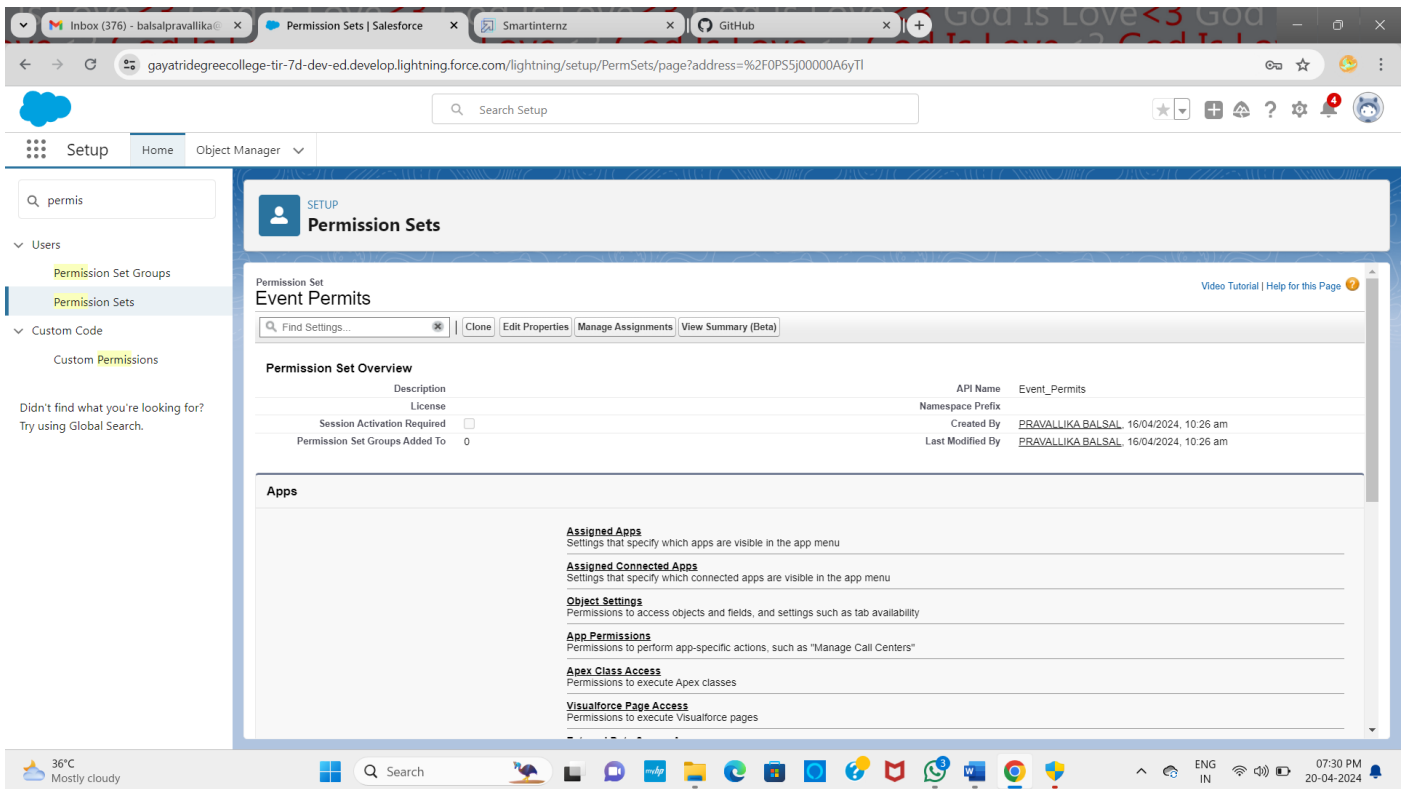 God Is Love<3 God
Inbox (376) - balsalpravallika@
Permission Sets | Salesforce
Smartinternz
GitHub
gayatridegreecollege-tir-7d-dev-ed.develop.lightning.force.com/lightning/setup/PermSets/page?address=%2F0PS5j00000A6yTl
Search Setup
4
Setup
Home
Object Manager
permis
SETUP
Permission Sets
Users
Permission Set Groups
Permission Sets
Custom Code
Custom Permissions
Didn't find what you're looking for?
Try using Global Search.
Permission Set
Event Permits
Video Tutorial | Help for this Page
Find Settings...
Clone
Edit Properties
Manage Assignments
View Summary (Beta)
Permission Set Overview
Description
API Name Event_Permits
License
Namespace Prefix
Session Activation Required
Created By PRAVALLIKA BALSAL, 16/04/2024, 10:26 am
Permission Set Groups Added To 0
Last Modified By PRAVALLIKA BALSAL, 16/04/2024, 10:26 am
Apps
Assigned Apps
Settings that specify which apps are visible in the app menu
Assigned Connected Apps
Settings that specify which connected apps are visible in the app menu
Object Settings
Permissions to access objects and fields, and settings such as tab availability
App Permissions
Permissions to perform app-specific actions, such as "Manage Call Centers"
Apex Class Access
Permissions to execute Apex classes
Visualforce Page Access
Permissions to execute Visualforce pages
36°C
Mostly cloudy
Search
myhp
3
ENG
IN
07:30 PM
20-04-2024